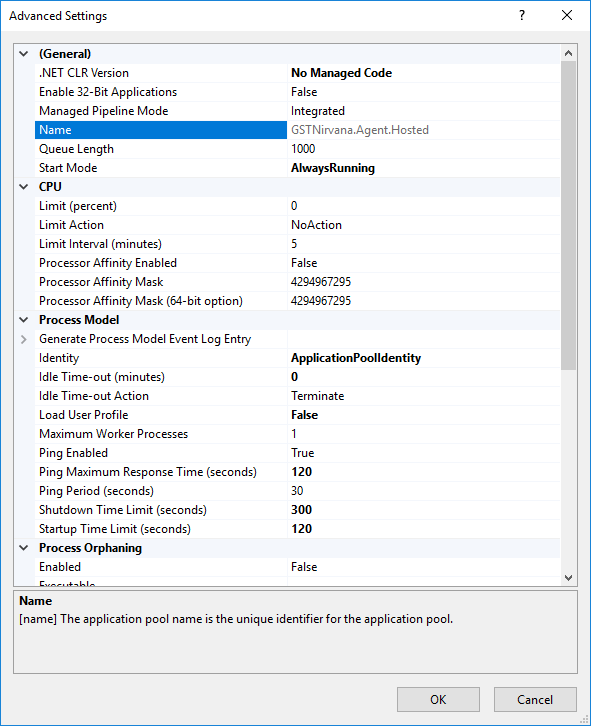 Advanced Settings
(General)
.NET CLR Version No Managed Code
Enable 32-Bit Applications False
Managed Pipeline Mode Integrated
Name GSTNirvana.Agent.Hosted
Queue Length 1000
Start Mode AlwaysRunning
CPU
Limit (percent) 0
Limit Action NoAction
Limit Interval (minutes) 5
Processor Affinity Enabled False
Processor Affinity Mask 4294967295
Processor Affinity Mask (64-bit option) 4294967295
Process Model
Generate Process Model Event Log Entry
Identity ApplicationPoolIdentity
Idle Time-out (minutes) 0
Idle Time-out Action Terminate
Load User Profile False
Maximum Worker Processes 1
Ping Enabled True
Ping Maximum Response Time (seconds) 120
Ping Period (seconds) 30
Shutdown Time Limit (seconds) 300
Startup Time Limit (seconds) 120
Process Orphaning
Enabled False
Executable
Name
[name] The application pool name is the unique identifier for the application pool.
OK Cancel